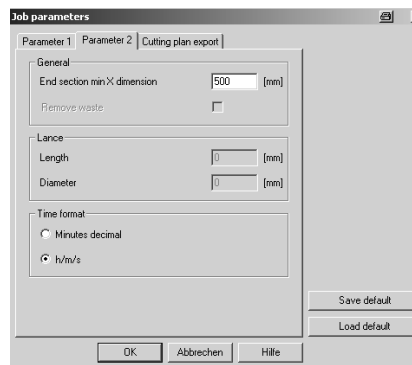 Job parameters
Parameter 1 Parameter 2 Cutting plan export
General
End section min X dimension 500 [mm]
Remove waste
Lance
Length 0 [mm]
Diameter 0 [mm]
Time format
Minutes decimal
h/m/s
Save default
Load default
OK Abbrechen Hilfe